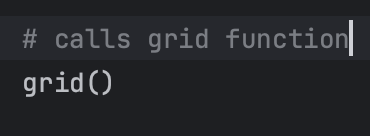 # calls grid function
grid()